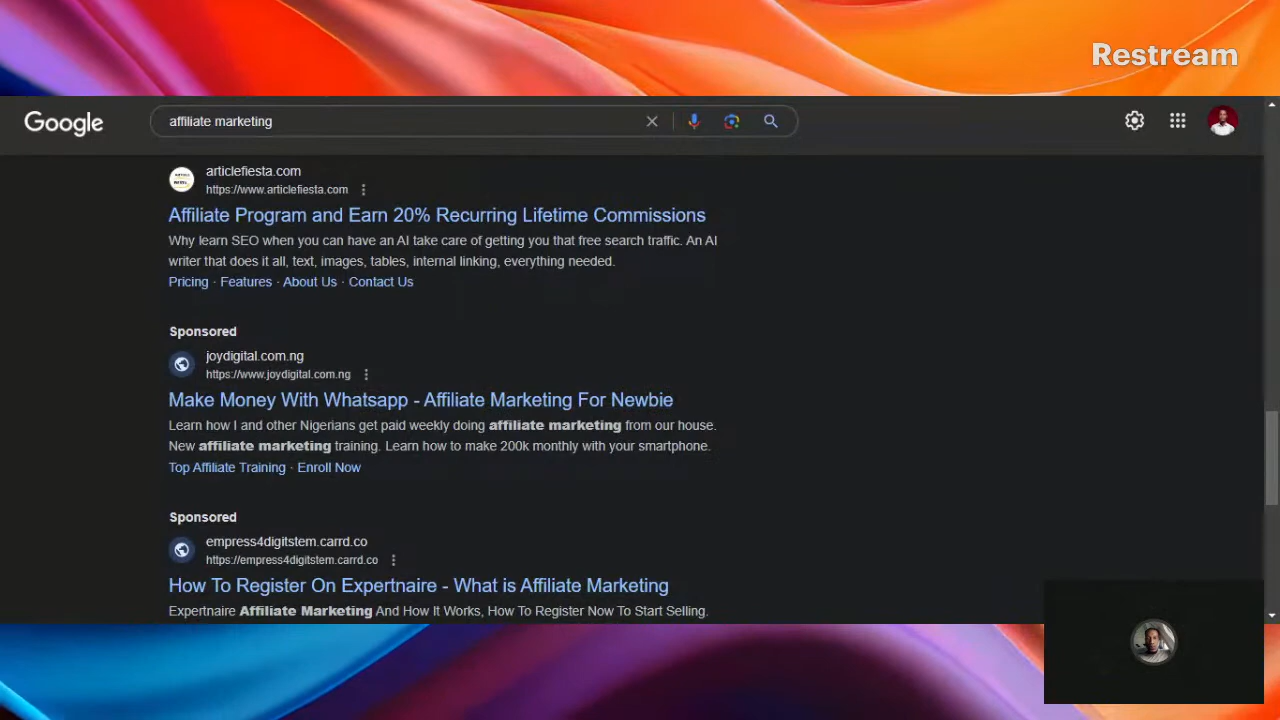 Restream
Google
affiliate marketing
articlefiesta.com
https://www.articlefiesta.com
Affiliate Program and Earn 20% Recurring Lifetime Commissions
Why learn SEO when you can have an AI take care of getting you that free search traffic. An AI
writer that does it all, text, images, tables, internal linking, everything needed.
Pricing · Features · About Us · Contact Us
Sponsored
joydigital.com.ng
https://www.joydigital.com.ng
Make Money With Whatsapp - Affiliate Marketing For Newbie
Learn how I and other Nigerians get paid weekly doing affiliate marketing from our house.
New affiliate marketing training. Learn how to make 200k monthly with your smartphone.
Top Affiliate Training · Enroll Now
Sponsored
empress4digitstem.carrd.co
https://empress4digitstem.carrd.co
How To Register On Expertnaire - What is Affiliate Marketing
Expertnaire Affiliate Marketing And How It Works, How To Register Now To Start Selling.